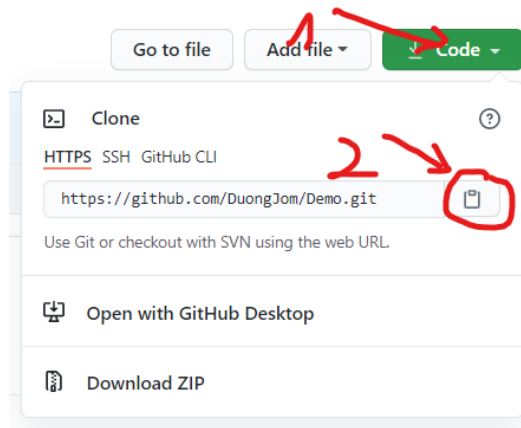 1
Go to file Add file Code
Clone
HTTPS SSH GitHub CLI
2
https://github.com/DuongJom/Demo.git
Use Git or checkout with SVN using the web URL.
Open with GitHub Desktop
Download ZIP